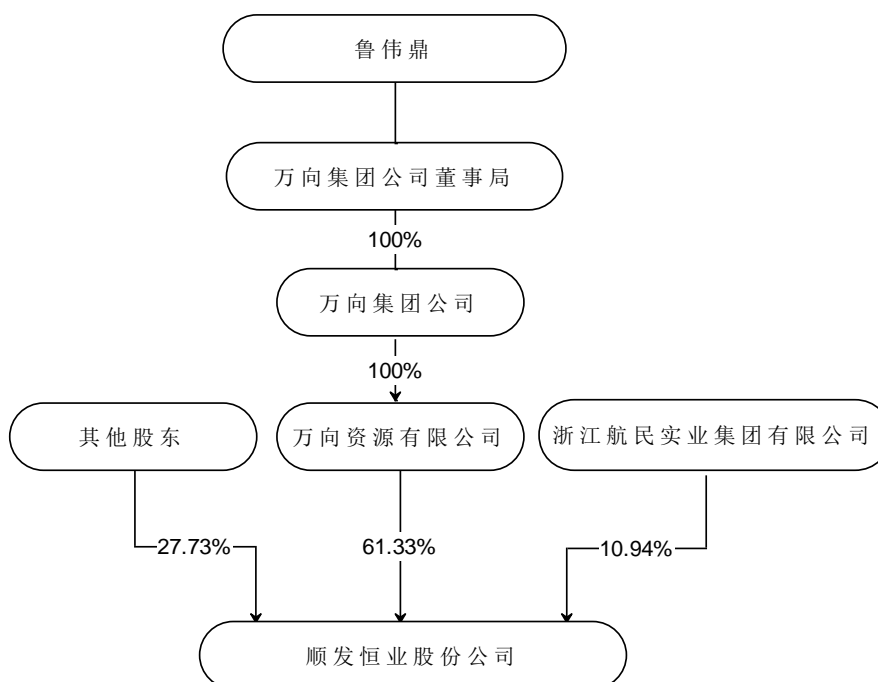 鲁伟鼎
万向集团公司董事局
100%
万向集团公司
100%
其他股东
万向资源有限公司
浙江航民实业集团有限公司
27.73%
61.33%
10.94%
顺发恒业股份公司